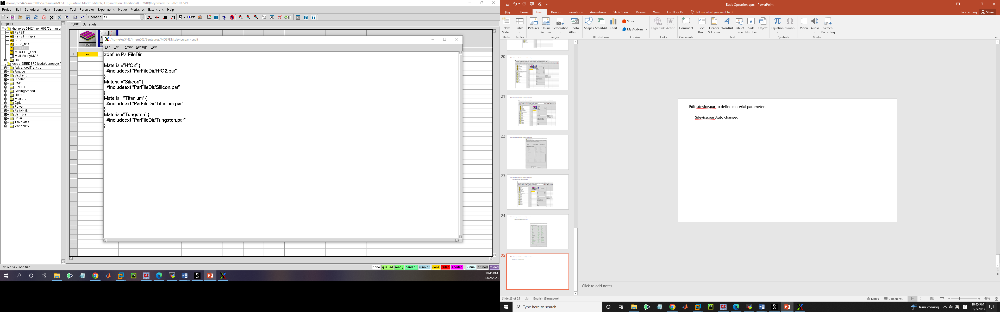 /home/ee5442/imem002/Sentaurus/MOSFET (Runtime Mode: Editable, Organization: Traditional) - SWB@Feynman01 vT-2022.03-SP1
Project Edit Scheduler View Scenario Tool Parameter Experiments Nodes Variables Extensions Help
Scenario: all
Projects
/home/ee5442/imem002/Sentaurus
FeFET
FeFET_simple
MFM
MFM_final
MOSFET_final
MultiValleyMOS
tmp
/apps_SEEDER01/eda/synopsys/s
AdvancedTransport
Analog
Backend
Bipolar
CMOS
FinFET
GettingStarted
Hetero
Memory
Opto
Power
Reliability
Sensors
Solar
Templates
Variability
Project Scheduler
SDE
1 --
/home/ee5442/imem002/Sentaurus/MOSFET/sdevice.par - sedit
File Edit Format Settings Help
#define ParFileDir .
Material="HfO2" {
#includeext "ParFileDir/HfO2.par"
}
Material="Silicon" {
#includeext "ParFileDir/Silicon.par"
}
Material="Titanium" {
#includeext "ParFileDir/Titanium.par"
}
Material="Tungsten" {
#includeext "ParFileDir/Tungsten.par"
}
Edit mode - modified
none queued ready pending running done failed aborted virtual pruned folded
10:45 PM
13/2/2023
Basic Opeartion.pptx - PowerPoint
File Home Insert Design Transitions Animations Slide Show Review View EndNote X9 Tell me what you want to do... Jiao Leming Share
New Slide
Table
Pictures
Online Pictures
Screenshot
Photo Album
Shapes
SmartArt
Chart
Store
My Add-ins
Hyperlink
Action
Comment
Text Box
Header & Footer
WordArt
Date & Time
Slide Number
Object
Equation
Symbol
Video
Audio
Screen Recording
Slides Tables Images Illustrations Add-ins Links Comments Text Symbols Media
20
21
22
23
24
25
Edit sdevice.par to define material parameters
Sdevice.par Auto changed
Click to add notes
Slide 25 of 25 English (Singapore) Notes Comments 66%
Type here to search
Rain coming 英
10:45 PM
13/2/2023